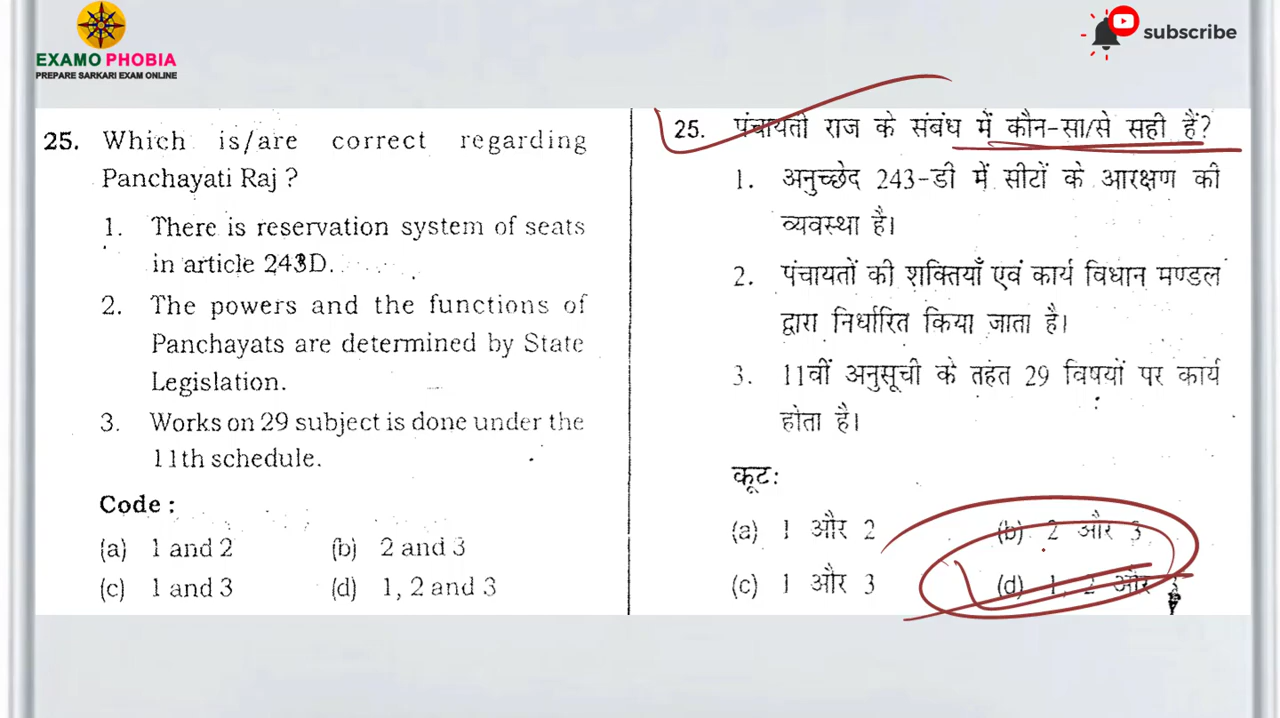 EXAMO PHOBIA
PREPARE SARKARI EXAM ONLINE
subscribe
25. Which is/are correct regarding
Panchayati Raj ?
1. There is reservation system of seats
in article 243D.
2. The powers and the functions of
Panchayats are determined by State
Legislation.
3. Works on 29 subject is done under the
11th schedule.
Code :
(a) 1 and 2 (b) 2 and 3
(c) 1 and 3 (d) 1, 2 and 3
25. पंचायती राज के संबंध में कौन-सा/से सही हैं?
1. अनुच्छेद 243-डी में सीटों के आरक्षण की
व्यवस्था है।
2. पंचायतों की शक्तियाँ एवं कार्य विधान मण्डल
द्वारा निर्धारित किया जाता है।
3. 11वीं अनुसूची के तहत 29 विषयों पर कार्य
होता है।
कूटः
(a) 1 और 2 (b) 2 और 3
(c) 1 और 3 (d) 1, 2 और